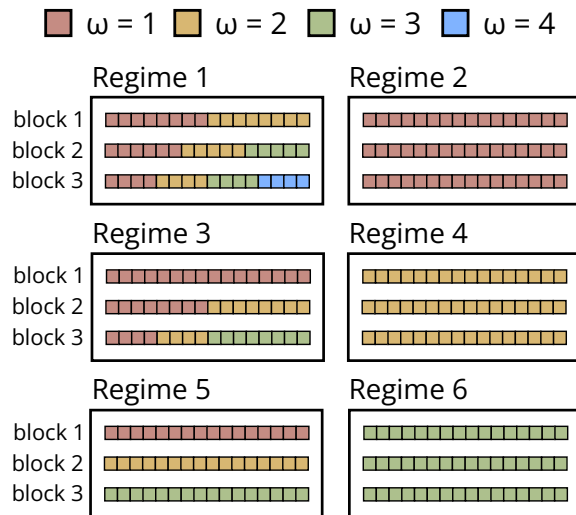 ω = 1 ω = 2 ω = 3 ω = 4
Regime 1 Regime 2
block 1
block 2
block 3
Regime 3 Regime 4
block 1
block 2
block 3
Regime 5 Regime 6
block 1
block 2
block 3